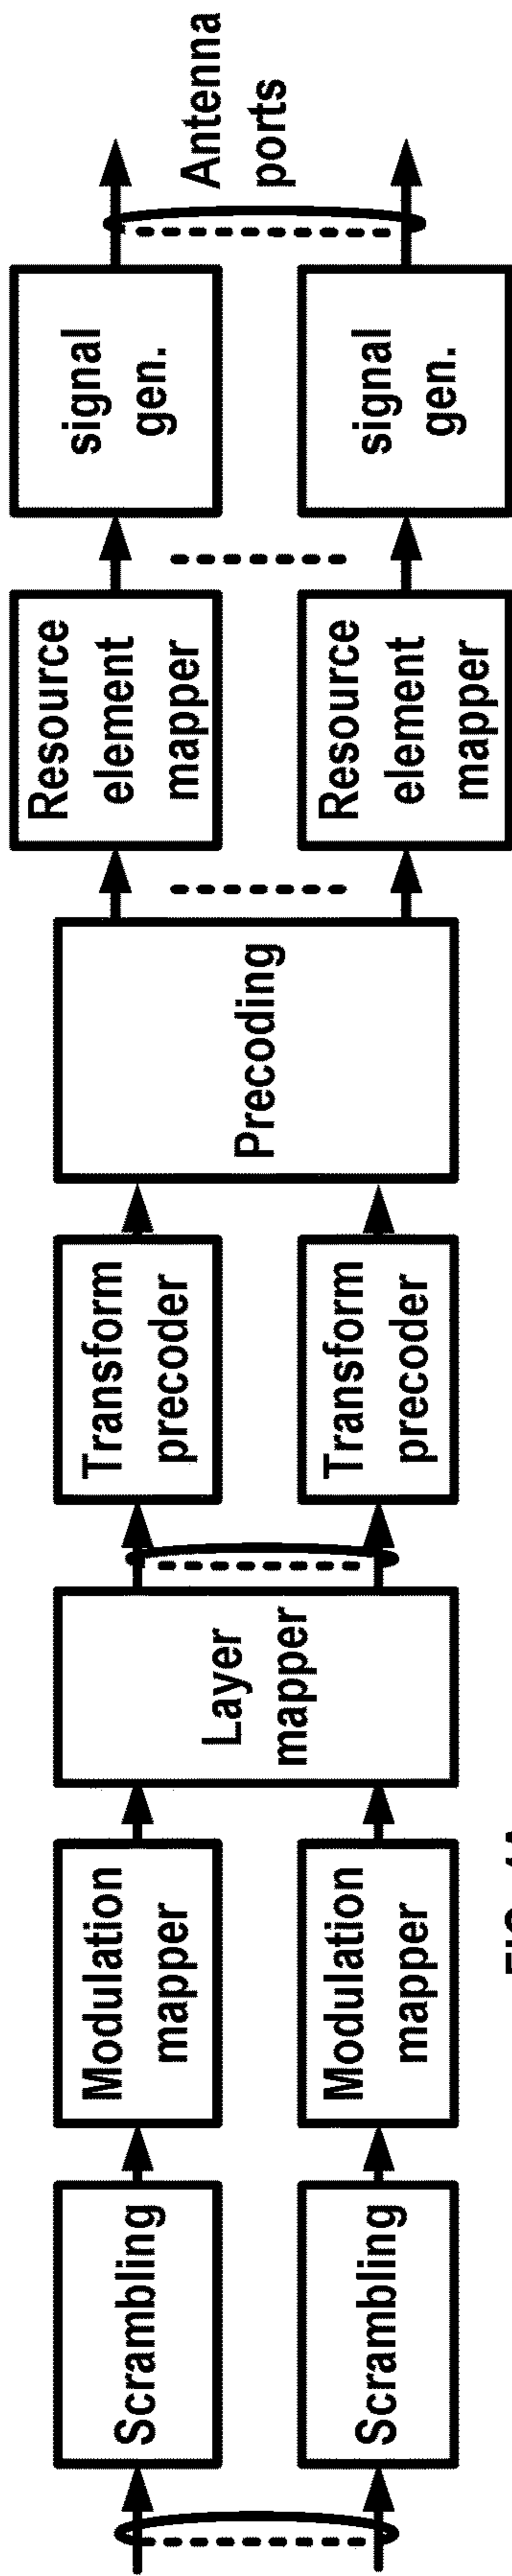 Scrambling
Modulation
mapper
Layer
mapper
Transform
precoder
Precoding
Resource
element
mapper
signal
gen.
Antenna
ports
Scrambling
Modulation
mapper
Transform
precoder
Resource
element
mapper
signal
gen.